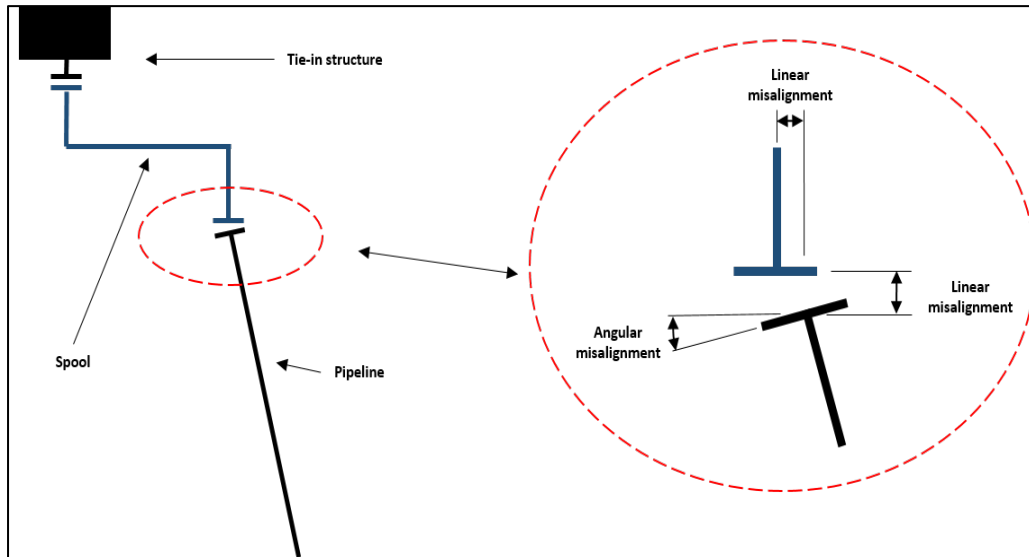 Tie-in structure
Linear
misalignment
Linear
misalignment
Angular
misalignment
Spool
Pipeline